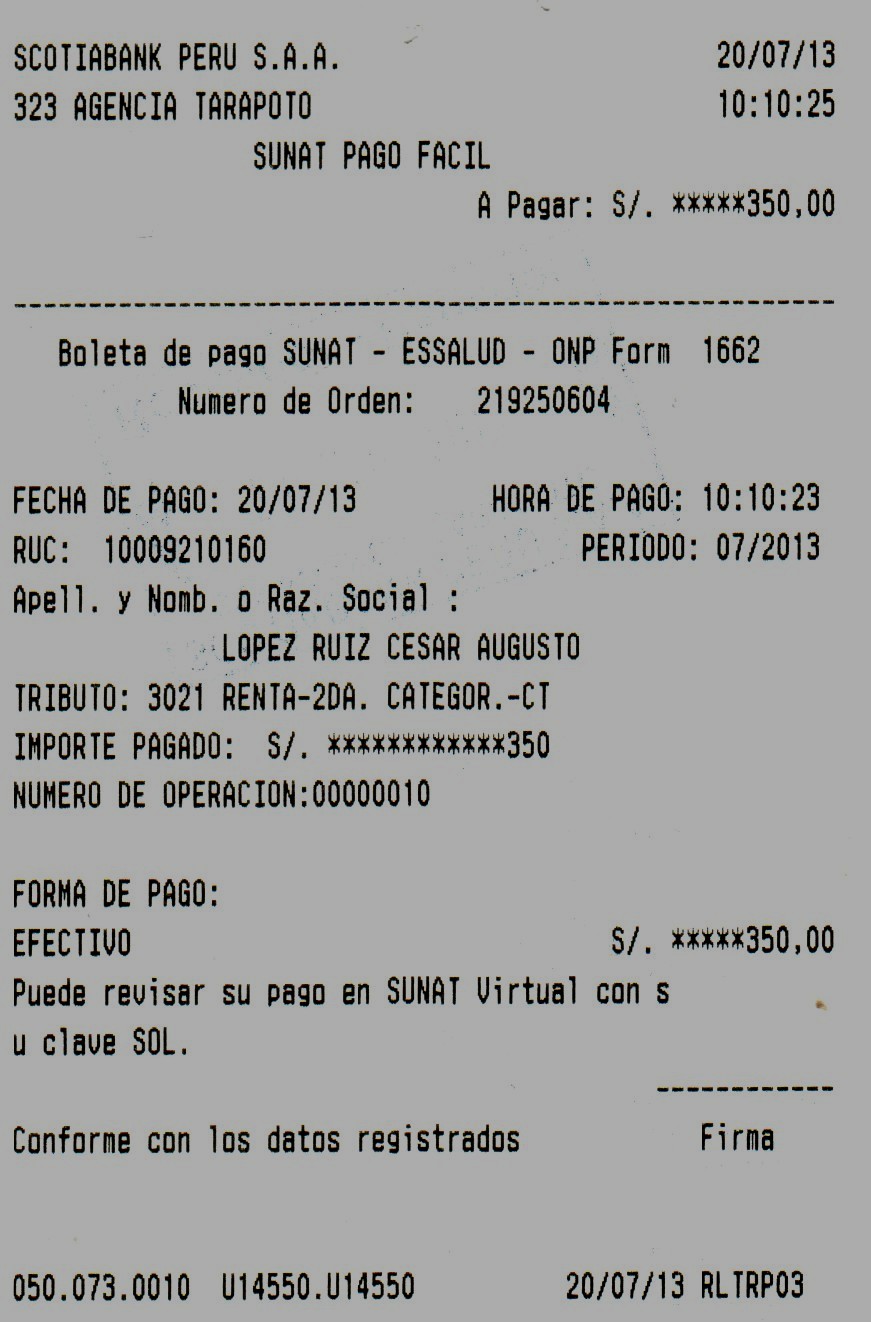 SCOTIABANK PERU S.A.A. 20/07/13
323 AGENCIA TARAPOTO 10:10:25
SUNAT PAGO FACIL
A Pagar: S/. *****350,00
-------------------------------------------------------
Boleta de pago SUNAT - ESSALUD - ONP Form 1662
Numero de Orden: 219250604
FECHA DE PAGO: 20/07/13 HORA DE PAGO: 10:10:23
RUC: 10009210160 PERIODO: 07/2013
Apell. y Nomb. o Raz. Social :
LOPEZ RUIZ CESAR AUGUSTO
TRIBUTO: 3021 RENTA-2DA. CATEGOR.-CT
IMPORTE PAGADO: S/. ************350
NUMERO DE OPERACION:00000010
FORMA DE PAGO:
EFECTIVO S/. *****350,00
Puede revisar su pago en SUNAT Virtual con s
u clave SOL.
------------
Conforme con los datos registrados Firma
050.073.0010 U14550.U14550 20/07/13 RLTRP03